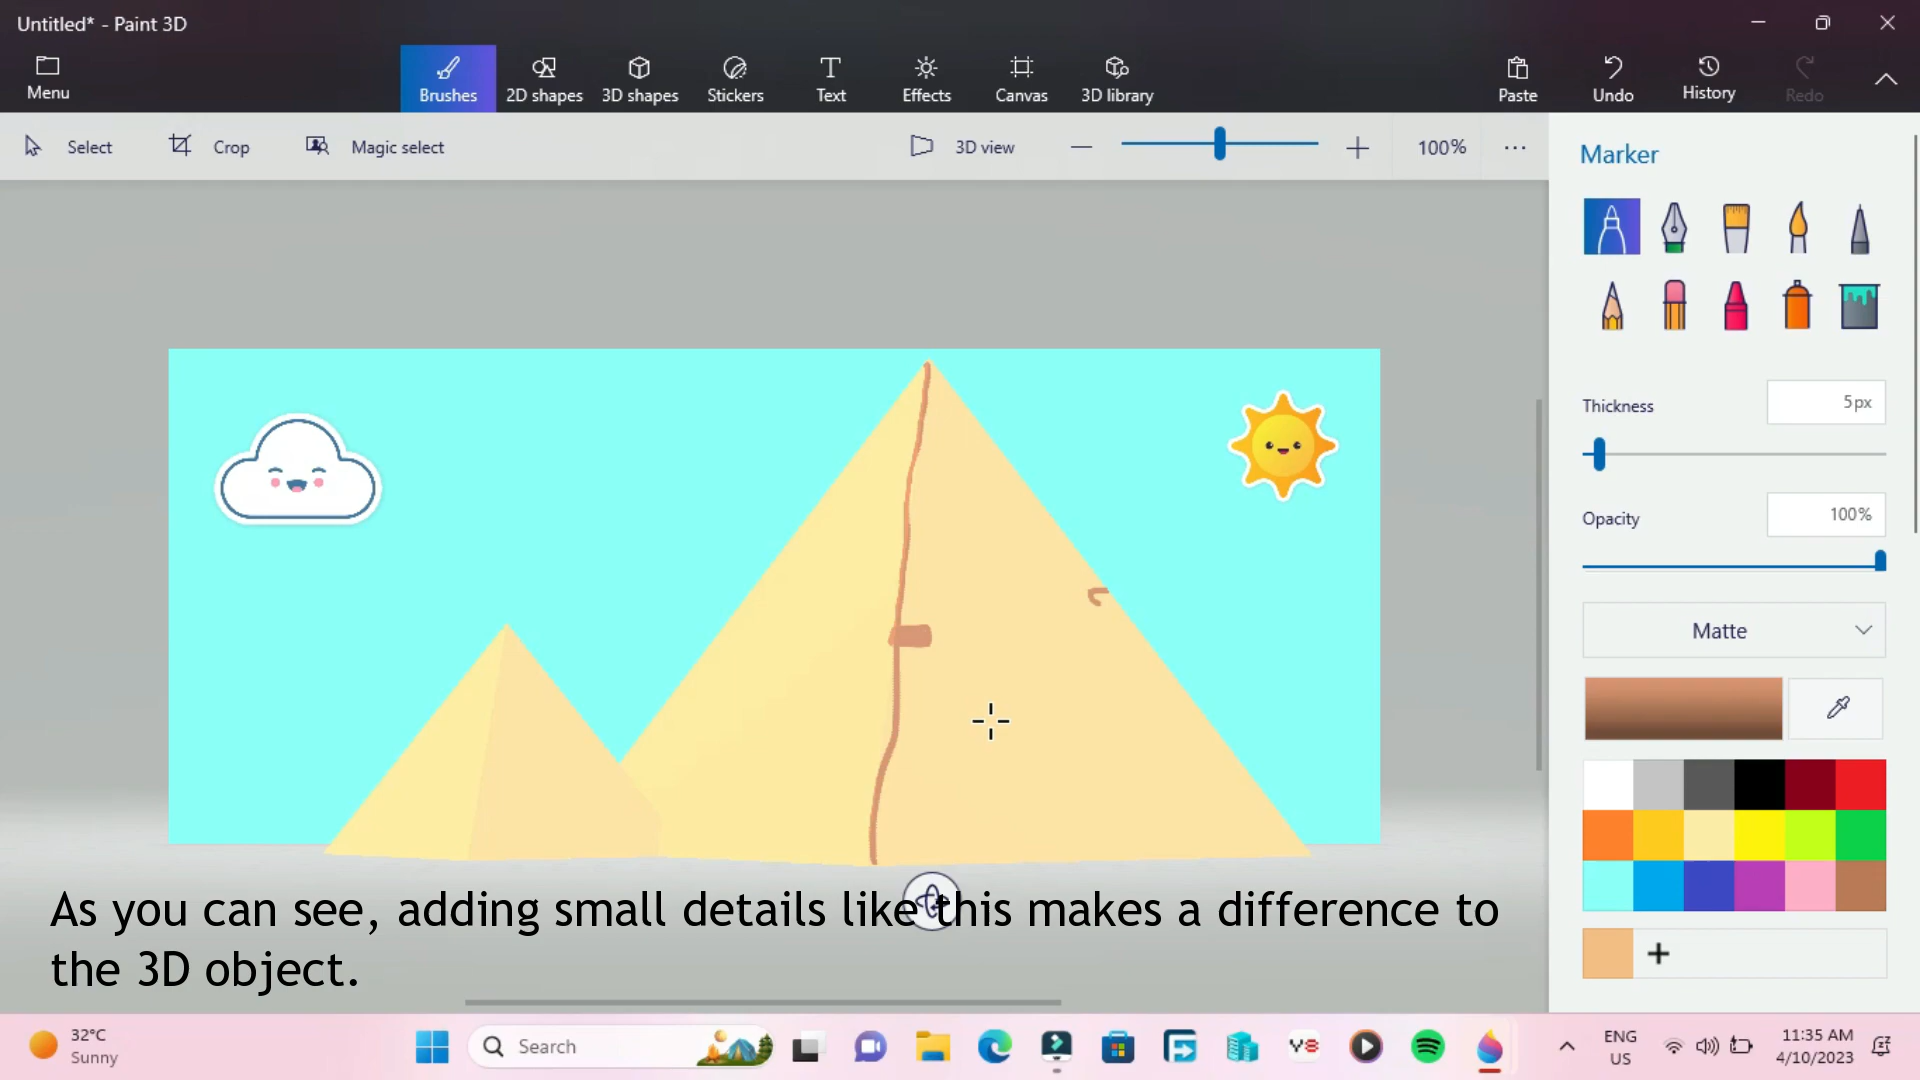 Untitled* - Paint 3D
Menu
Brushes
2D shapes
3D shapes
Stickers
Text
Effects
Canvas
3D library
Paste
Undo
History
Redo
Select
Crop
Magic select
3D view
100%
Marker
Thickness
5px
Opacity
100%
Matte
As you can see, adding small details like this makes a difference to
the 3D object.
32°C
Sunny
Search
Y8
ENG
US
11:35 AM
4/10/2023